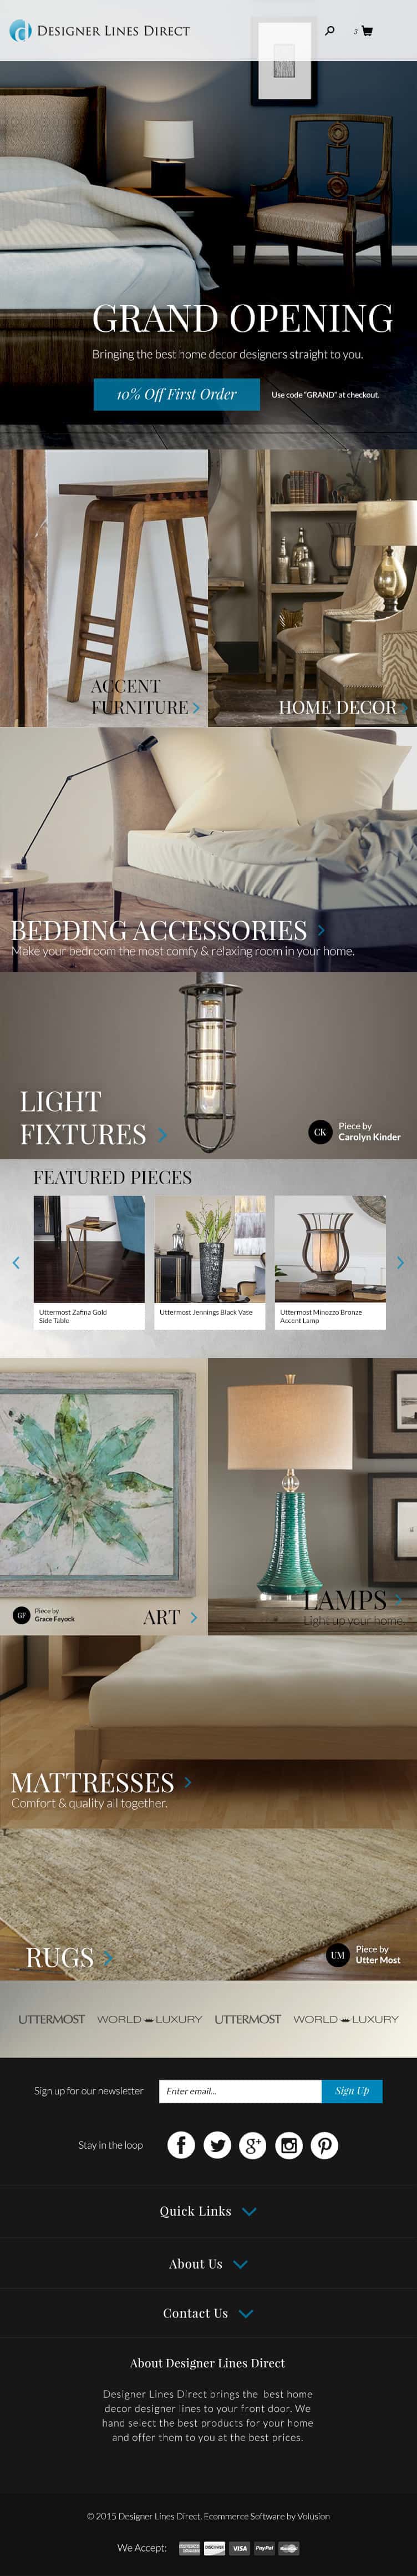 DESIGNER LINES DIRECT
3
GRAND OPENING
Bringing the best home decor designers straight to you.
10% Off First Order
Use code "GRAND" at checkout.
ACCENT
FURNITURE
HOME DECOR
BEDDING ACCESSORIES
Make your bedroom the most comfy & relaxing room in your home.
LIGHT
FIXTURES
CK
Piece by
Carolyn Kinder
FEATURED PIECES
Uttermost Zafina Gold
Side Table
Uttermost Jennings Black Vase
Uttermost Minozzo Bronze
Accent Lamp
GF
Piece by
Grace Feyock
ART
LAMPS
Light up your home.
MATTRESSES
Comfort & quality all together.
RUGS
UM
Piece by
Utter Most
UTTERMOST WORLD LUXURY UTTERMOST WORLD LUXURY
Sign up for our newsletter
Enter email...
Sign Up
Stay in the loop
Quick Links
About Us
Contact Us
About Designer Lines Direct
Designer Lines Direct brings the best home
decor designer lines to your front door. We
hand select the best products for your home
and offer them to you at the best prices.
© 2015 Designer Lines Direct. Ecommerce Software by Volusion
We Accept:
DISCOVER
VISA
PayPal